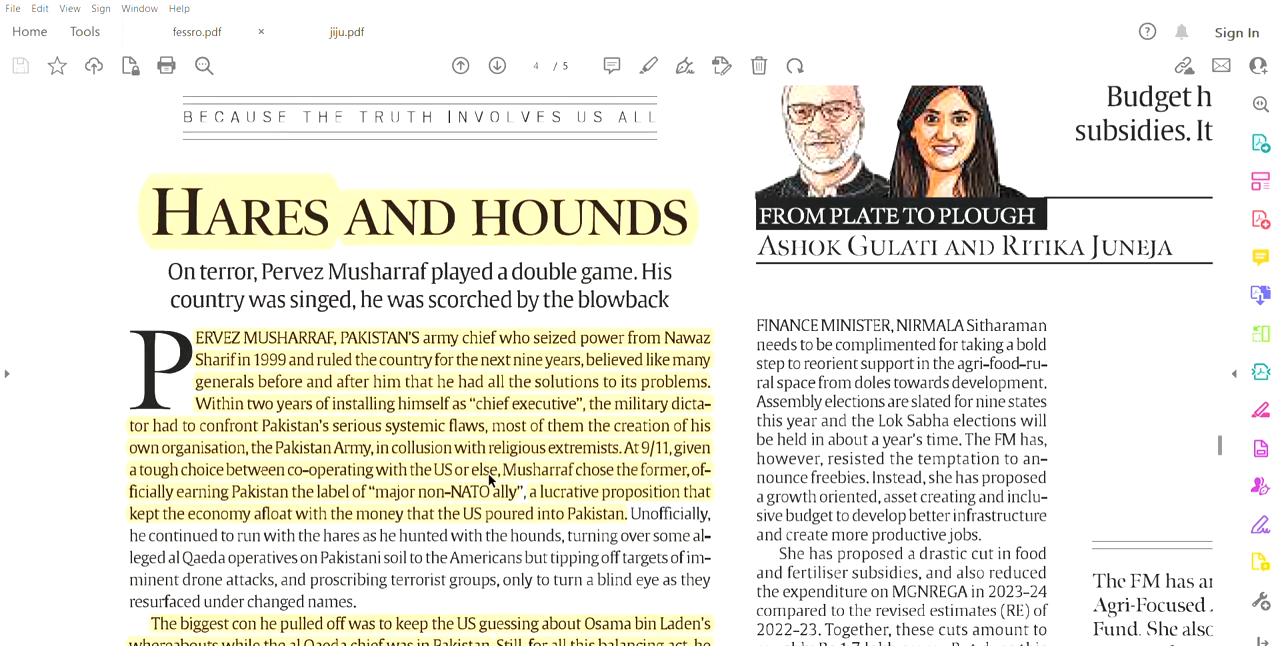 File Edit View Sign Window Help
Home Tools fessro.pdf × jiju.pdf ? Sign In
4 / 5
BECAUSE THE TRUTH INVOLVES US ALL
HARES AND HOUNDS
On terror, Pervez Musharraf played a double game. His
country was singed, he was scorched by the blowback
PERVEZ MUSHARRAF, PAKISTAN'S army chief who seized power from Nawaz
Sharif in 1999 and ruled the country for the next nine years, believed like many
generals before and after him that he had all the solutions to its problems.
Within two years of installing himself as "chief executive", the military dicta-
tor had to confront Pakistan's serious systemic flaws, most of them the creation of his
own organisation, the Pakistan Army, in collusion with religious extremists. At 9/11, given
a tough choice between co-operating with the US or else, Musharraf chose the former, of-
ficially earning Pakistan the label of "major non-NATO ally", a lucrative proposition that
kept the economy afloat with the money that the US poured into Pakistan. Unofficially,
he continued to run with the hares as he hunted with the hounds, turning over some al-
leged al Qaeda operatives on Pakistani soil to the Americans but tipping off targets of im-
minent drone attacks, and proscribing terrorist groups, only to turn a blind eye as they
resurfaced under changed names.
The biggest con he pulled off was to keep the US guessing about Osama bin Laden's
whereabouts while the al Qaeda chief was in Pakistan. Still, for all this balancing act, he
Budget h
subsidies. It
FROM PLATE TO PLOUGH
ASHOK GULATI AND RITIKA JUNEJA
FINANCE MINISTER, NIRMALA Sitharaman
needs to be complimented for taking a bold
step to reorient support in the agri-food-ru-
ral space from doles towards development.
Assembly elections are slated for nine states
this year and the Lok Sabha elections will
be held in about a year's time. The FM has,
however, resisted the temptation to an-
nounce freebies. Instead, she has proposed
a growth oriented, asset creating and inclu-
sive budget to develop better infrastructure
and create more productive jobs.
She has proposed a drastic cut in food
and fertiliser subsidies, and also reduced
the expenditure on MGNREGA in 2023-24
compared to the revised estimates (RE) of
2022-23. Together, these cuts amount to
The FM has ar
Agri-Focused
Fund. She also